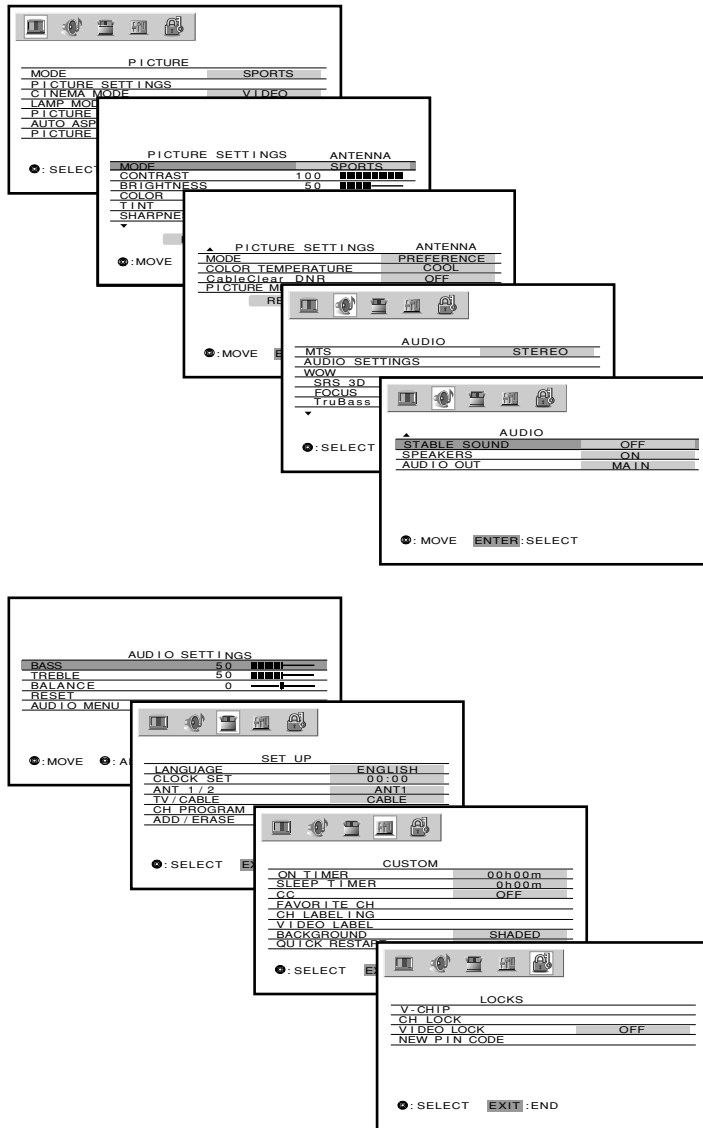 PICTURE
MODE SPORTS
PICTURE SETTINGS
CINEMA MODE VIDEO
LAMP MOD
PICTURE
AUTO ASP
PICTURE
: SELECT
PICTURE SETTINGS ANTENNA
MODE SPORTS
CONTRAST 100
BRIGHTNESS 50
COLOR
TINT
SHARPNE
:MOVE
PICTURE SETTINGS ANTENNA
MODE PREFERENCE
COLOR TEMPERATURE COOL
CableClear DNR OFF
PICTURE M
RE
:MOVE E
AUDIO
MTS STEREO
AUDIO SETTINGS
WOW
SRS 3D
FOCUS
TruBass
:SELECT
AUDIO
STABLE SOUND OFF
SPEAKERS ON
AUDIO OUT MAIN
: MOVE ENTER :SELECT
AUDIO SETTINGS
BASS 50
TREBLE 50
BALANCE 0
RESET
AUDIO MENU
:MOVE : A
SET UP
LANGUAGE ENGLISH
CLOCK SET 00:00
ANT 1/2 ANT1
TV/CABLE CABLE
CH PROGRAM
ADD/ERASE
:SELECT EX
CUSTOM
ON TIMER 00h00m
SLEEP TIMER 0h00m
CC OFF
FAVORITE CH
CH LABELING
VIDEO LABEL
BACKGROUND SHADED
QUICK RESTART
:SELECT E
LOCKS
V-CHIP
CH LOCK
VIDEO LOCK OFF
NEW PIN CODE
: SELECT EXIT :END